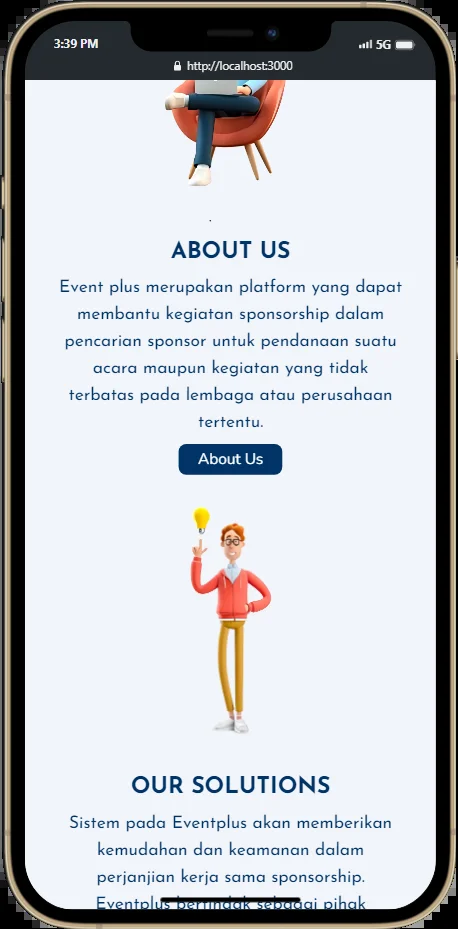 3:39 PM
5G
http://localhost:3000
ABOUT US
Event plus merupakan platform yang dapat
membantu kegiatan sponsorship dalam
pencarian sponsor untuk pendanaan suatu
acara maupun kegiatan yang tidak
terbatas pada lembaga atau perusahaan
tertentu.
About Us
OUR SOLUTIONS
Sistem pada Eventplus akan memberikan
kemudahan dan keamanan dalam
perjanjian kerja sama sponsorship.
Eventplus bertindak sebagai pihak